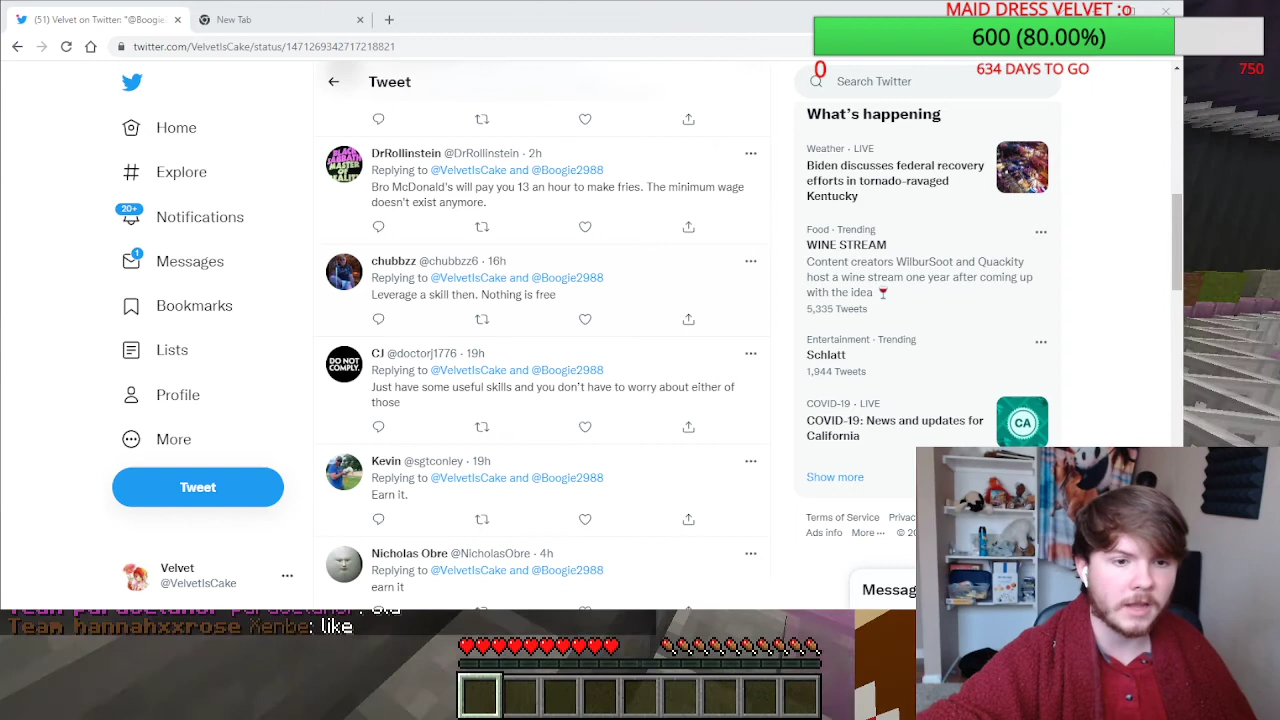 (51) Velvet on Twitter: "@Boogie
New Tab
twitter.com/VelvetIsCake/status/1471269342717218821
MAID DRESS VELVET :o
600 (80.00%)
0
634 DAYS TO GO
750
Home
Explore
20+
Notifications
1
Messages
Bookmarks
Lists
Profile
More
Tweet
Velvet
@VelvetIsCake
Tweet
DrRollinstein @DrRollinstein · 2h
Replying to @VelvetIsCake and @Boogie2988
Bro McDonald's will pay you 13 an hour to make fries. The minimum wage
doesn't exist anymore.
chubbzz @chubbzz6 · 16h
Replying to @VelvetIsCake and @Boogie2988
Leverage a skill then. Nothing is free
DO NOT
COMPLY.
CJ @doctorj1776 · 19h
Replying to @VelvetIsCake and @Boogie2988
Just have some useful skills and you don't have to worry about either of
those
Kevin @sgtconley · 19h
Replying to @VelvetIsCake and @Boogie2988
Earn it.
Nicholas Obre @NicholasObre · 4h
Replying to @VelvetIsCake and @Boogie2988
earn it
Search Twitter
What's happening
Weather · LIVE
Biden discusses federal recovery
efforts in tornado-ravaged
Kentucky
Food · Trending
WINE STREAM
Content creators WilburSoot and Quackity
host a wine stream one year after coming up
with the idea 🍷
5,335 Tweets
Entertainment · Trending
Schlatt
1,944 Tweets
COVID-19 · LIVE
COVID-19: News and updates for
California
CA
Show more
Terms of Service
Ads info More ··· © 20
Team hannahxxrose Xenbe: like